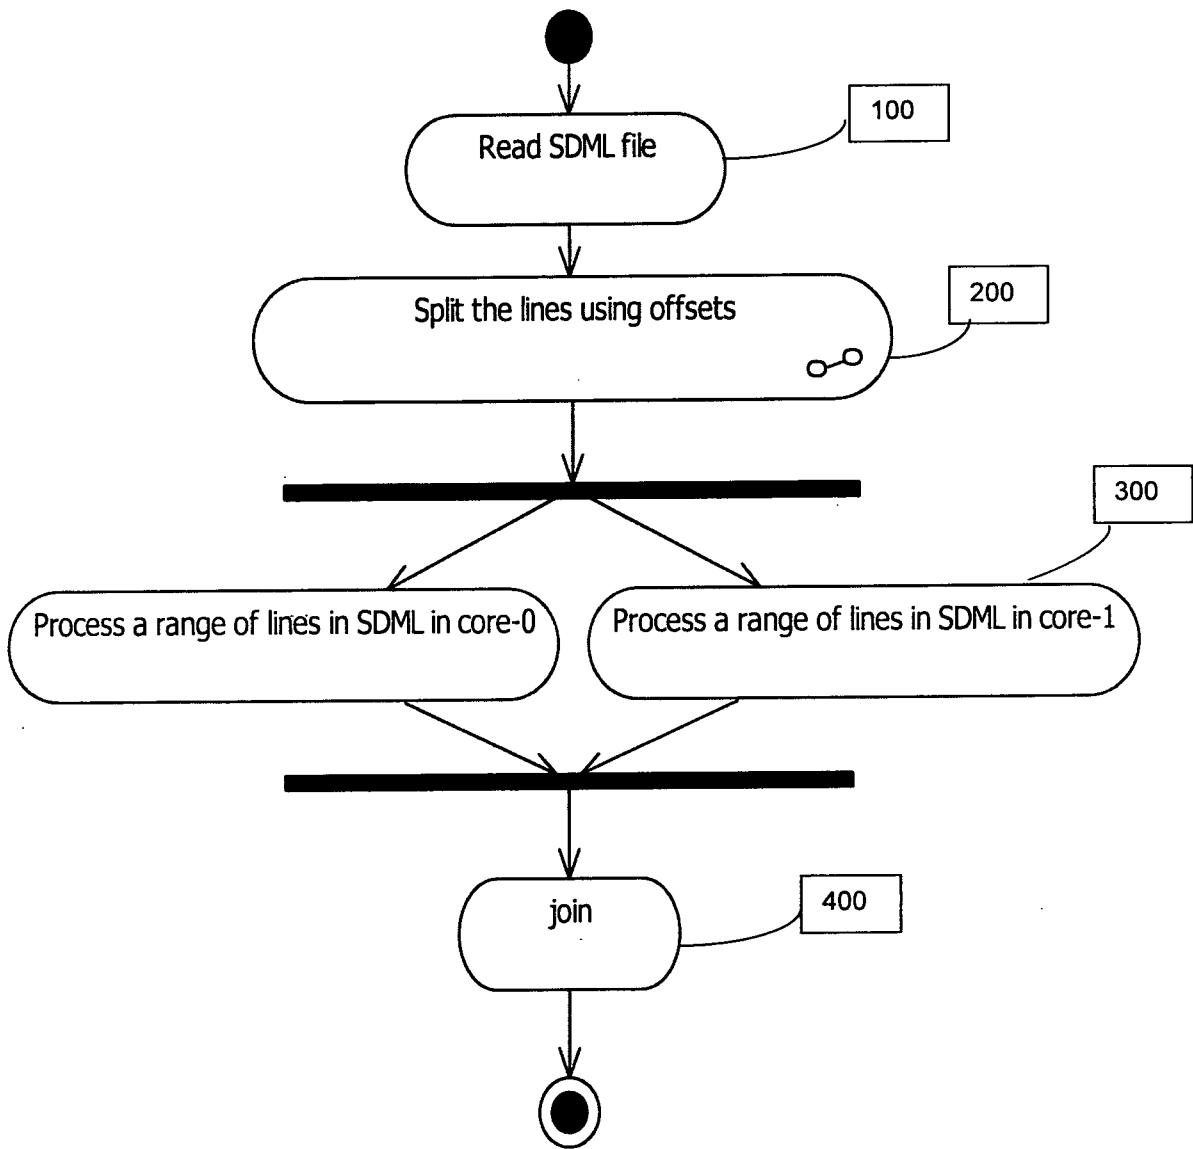 100
Read SDML file
200
Split the lines using offsets
300
Process a range of lines in SDML in core-0
Process a range of lines in SDML in core-1
400
join